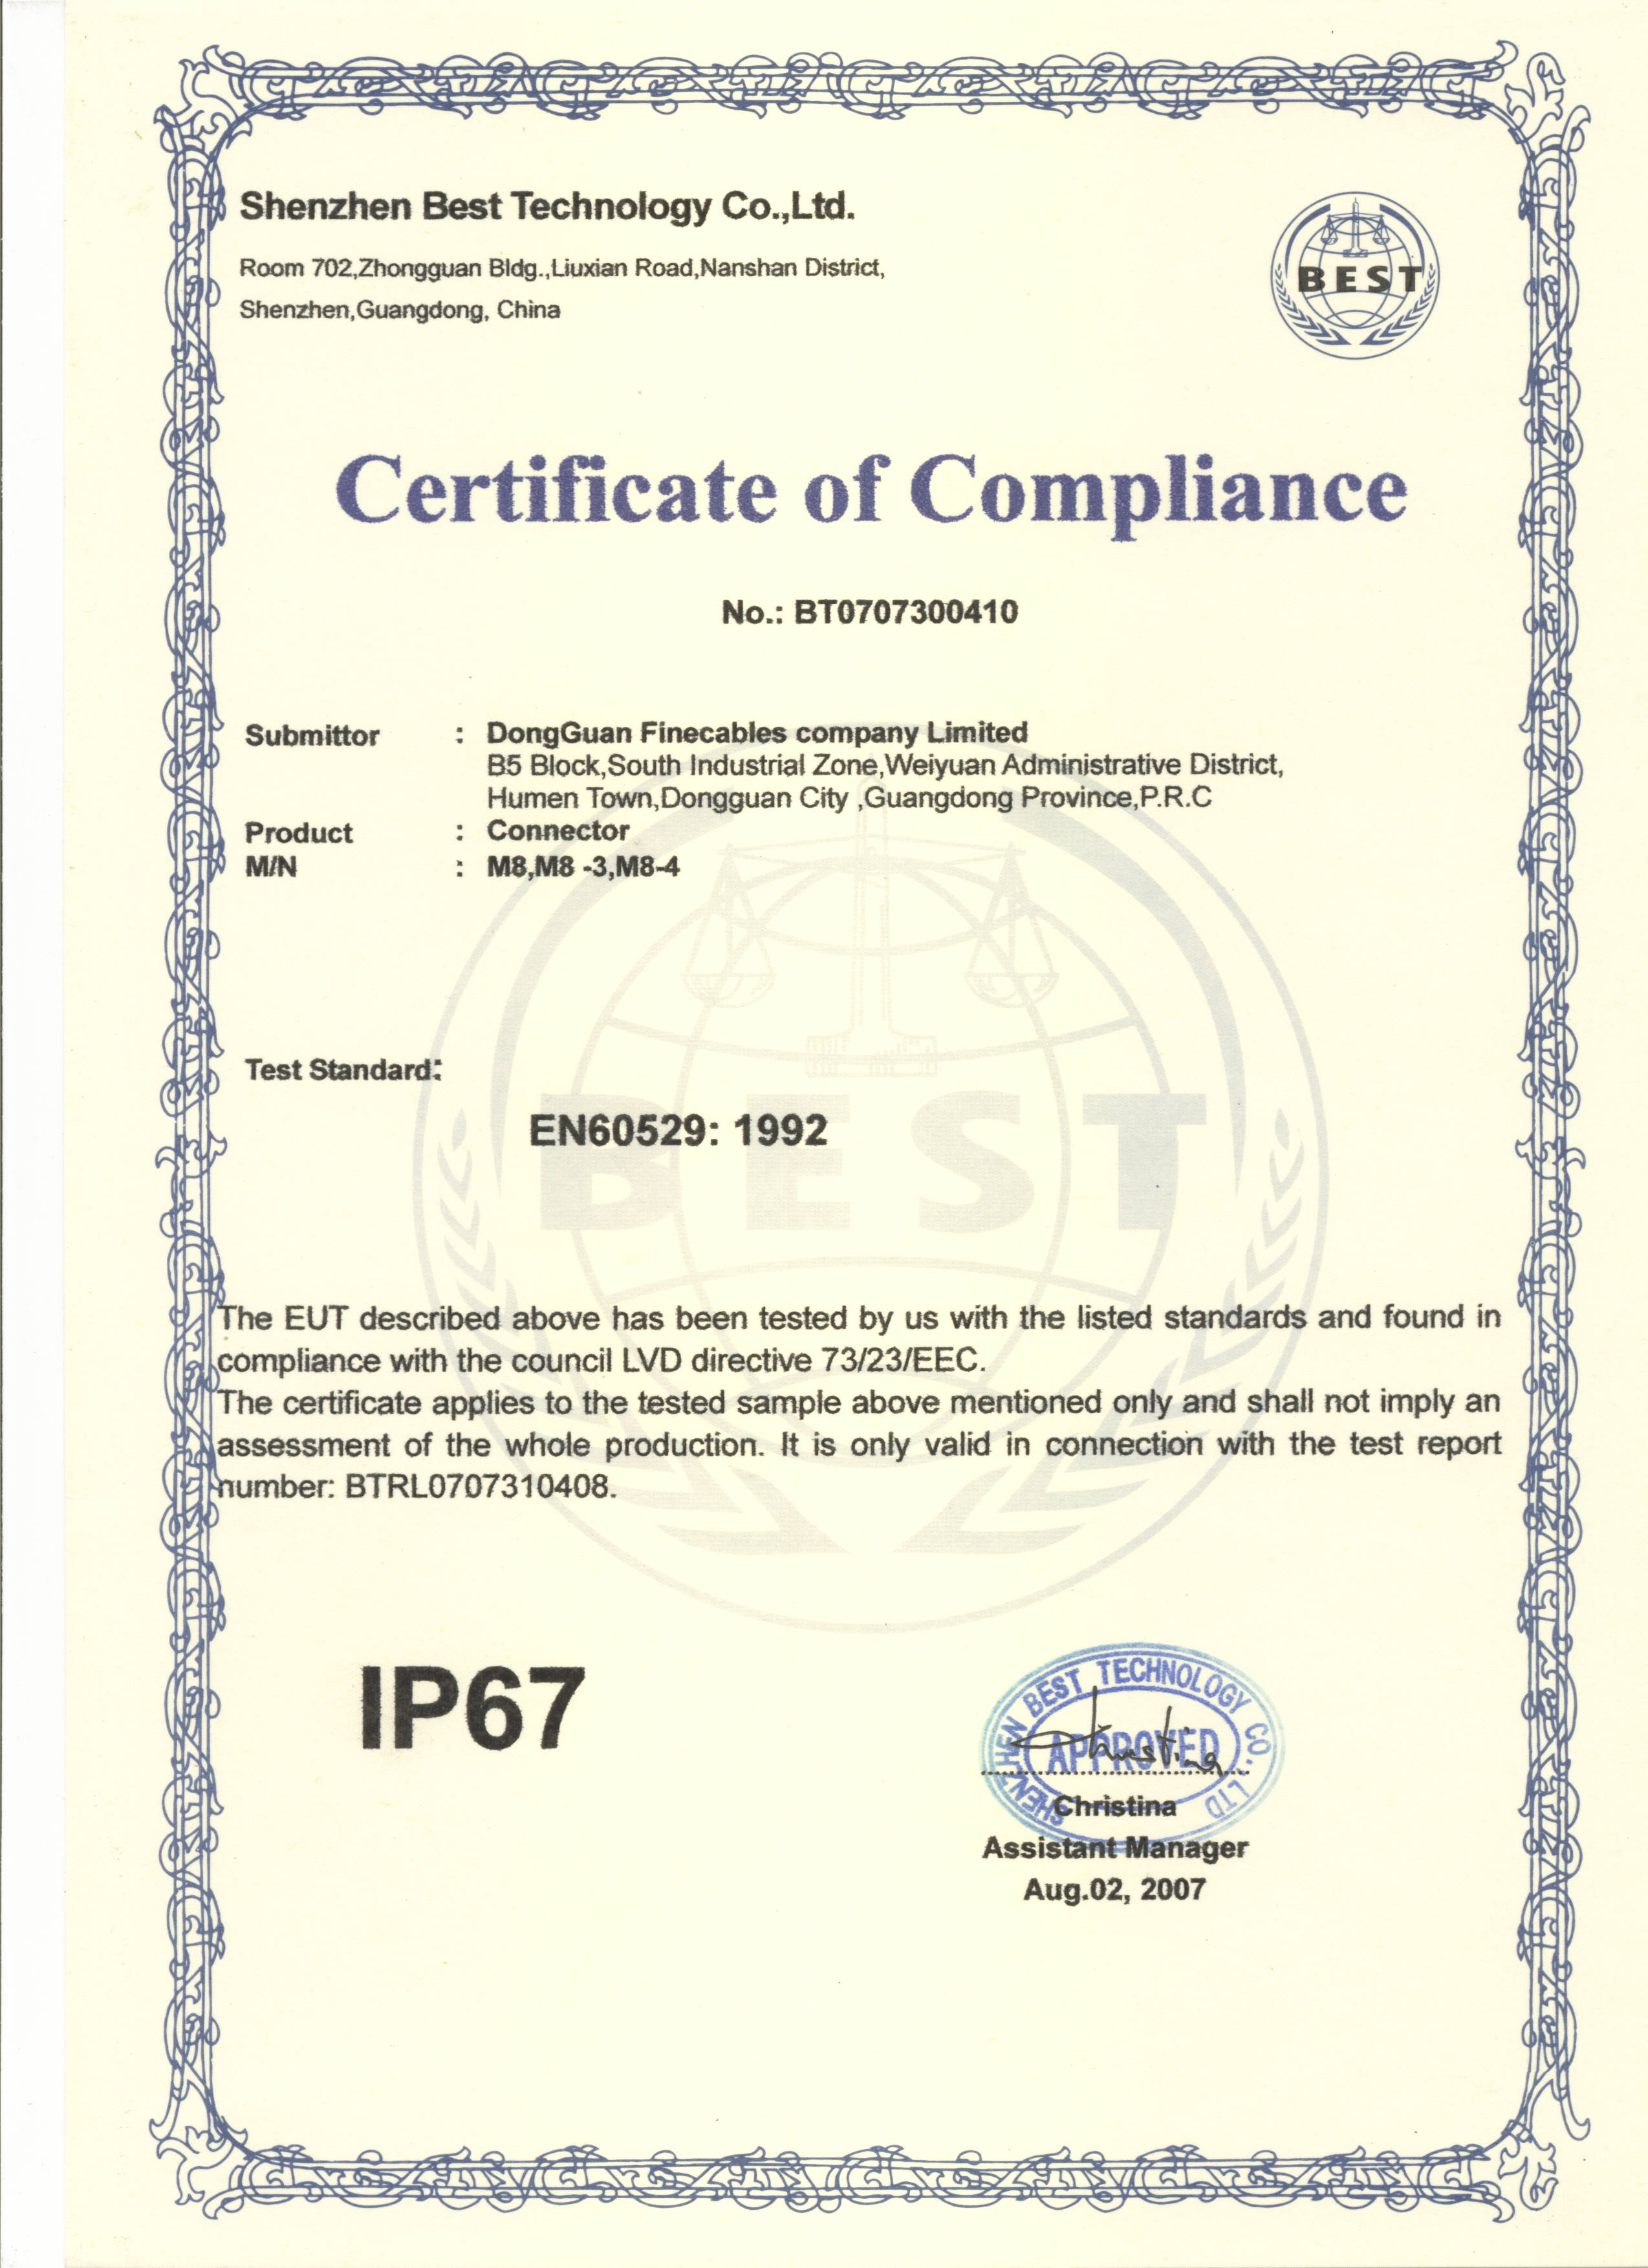 Shenzhen Best Technology Co.,Ltd.
Room 702,Zhongguan Bldg.,Liuxian Road,Nanshan District,
Shenzhen,Guangdong, China
BEST
Certificate of Compliance
No.: BT0707300410
Submittor : DongGuan Finecables company Limited
B5 Block,South Industrial Zone,Weiyuan Administrative District,
Humen Town,Dongguan City ,Guangdong Province,P.R.C
Product : Connector
M/N : M8,M8 -3,M8-4
Test Standard:
EN60529: 1992
BEST
The EUT described above has been tested by us with the listed standards and found in
compliance with the council LVD directive 73/23/EEC.
The certificate applies to the tested sample above mentioned only and shall not imply an
assessment of the whole production. It is only valid in connection with the test report
number: BTRL0707310408.
IP67
SHENZHEN BEST TECHNOLOGY CO., LTD
APPROVED
Christina
Christina
Assistant Manager
Aug.02, 2007